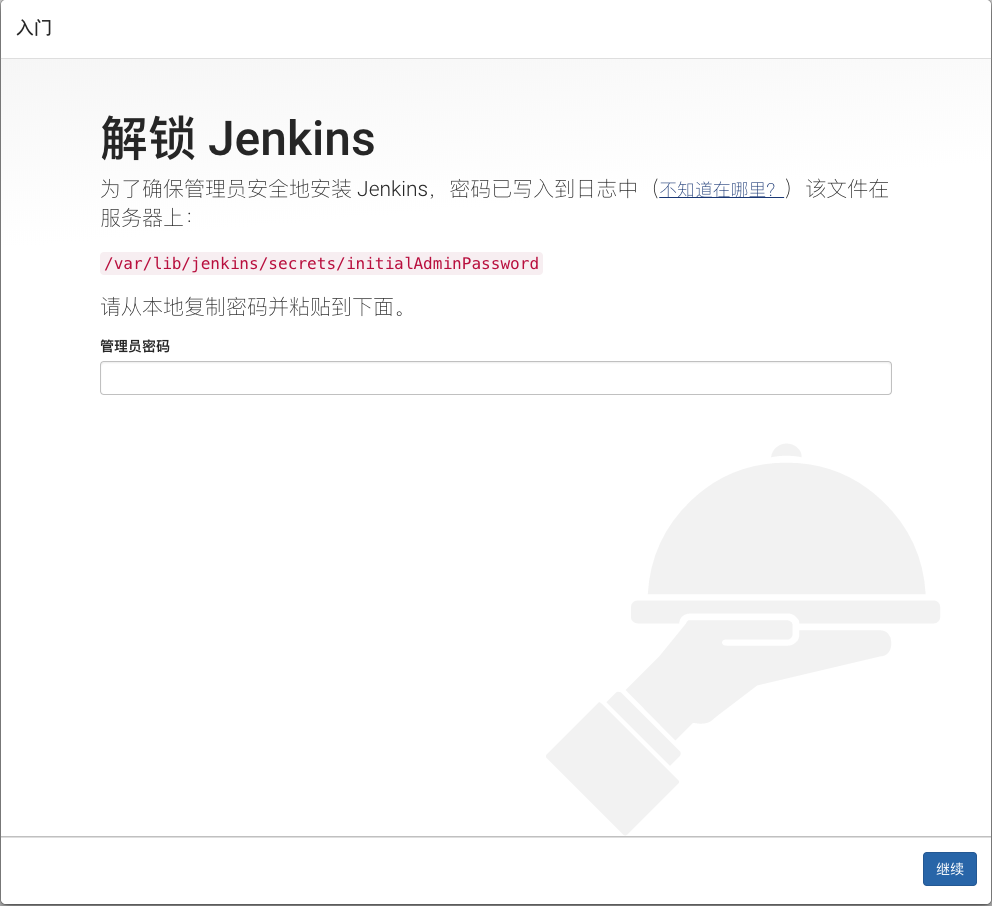 入门
解锁 Jenkins
为了确保管理员安全地安装 Jenkins，密码已写入到日志中（不知道在哪里？）该文件在
服务器上：
/var/lib/jenkins/secrets/initialAdminPassword
请从本地复制密码并粘贴到下面。
管理员密码
继续